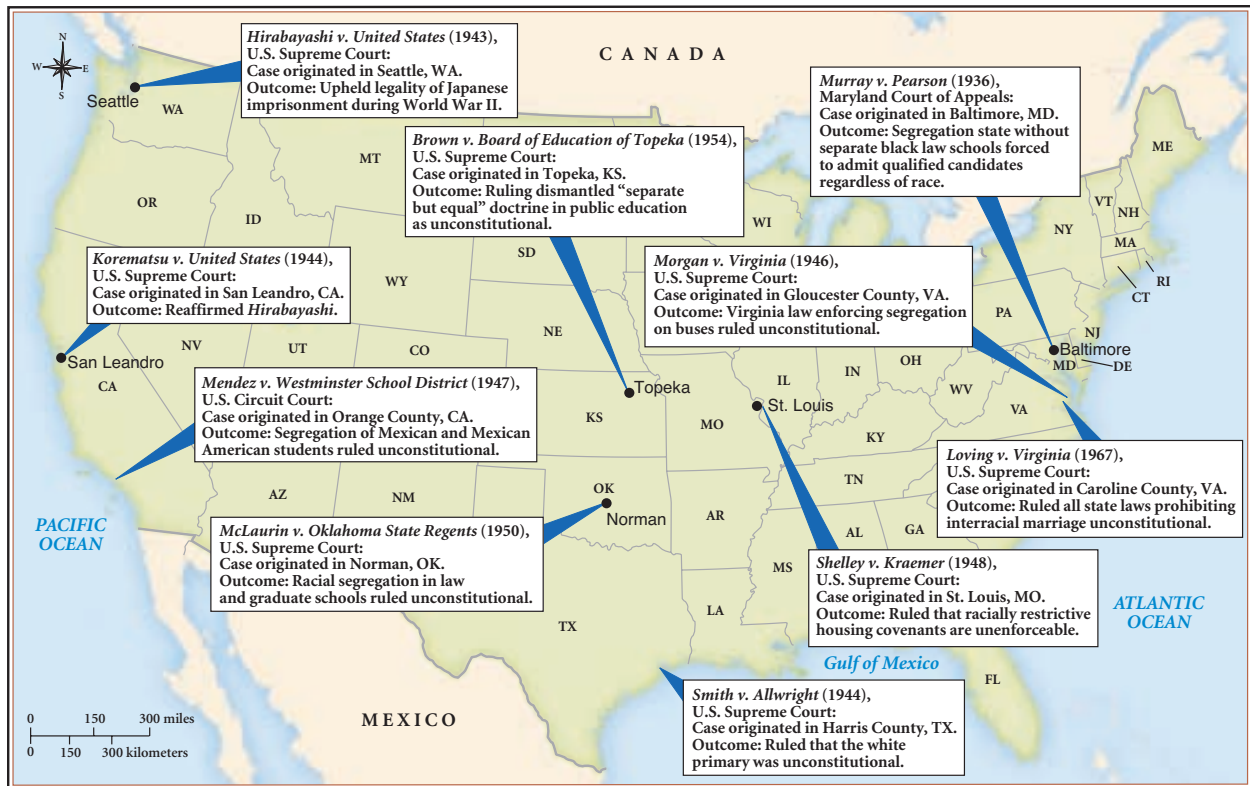 N
W
E
S
CANADA
Hirabayashi v. United States (1943),
U.S. Supreme Court:
Case originated in Seattle, WA.
Outcome: Upheld legality of Japanese
imprisonment during World War II.
Seattle
WA
Murray v. Pearson (1936),
Maryland Court of Appeals:
Case originated in Baltimore, MD.
Outcome: Segregation state without
separate black law schools forced
to admit qualified candidates
regardless of race.
Brown v. Board of Education of Topeka (1954),
U.S. Supreme Court:
Case originated in Topeka, KS.
Outcome: Ruling dismantled “separate
but equal” doctrine in public education
as unconstitutional.
MT
ME
OR
ID
WI
VT
NH
NY
MA
SD
RI
CT
Korematsu v. United States (1944),
U.S. Supreme Court:
Case originated in San Leandro, CA.
Outcome: Reaffirmed Hirabayashi.
WY
Morgan v. Virginia (1946),
U.S. Supreme Court:
Case originated in Gloucester County, VA.
Outcome: Virginia law enforcing segregation
on buses ruled unconstitutional.
PA
NE
NJ
San Leandro
NV
UT
CO
Baltimore
MD
DE
OH
IN
IL
CA
Mendez v. Westminster School District (1947),
U.S. Circuit Court:
Case originated in Orange County, CA.
Outcome: Segregation of Mexican and Mexican
American students ruled unconstitutional.
Topeka
WV
St. Louis
VA
KS
MO
KY
Loving v. Virginia (1967),
U.S. Supreme Court:
Case originated in Caroline County, VA.
Outcome: Ruled all state laws prohibiting
interracial marriage unconstitutional.
TN
AZ
NM
OK
Norman
AR
PACIFIC
OCEAN
McLaurin v. Oklahoma State Regents (1950),
U.S. Supreme Court:
Case originated in Norman, OK.
Outcome: Racial segregation in law
and graduate schools ruled unconstitutional.
AL
GA
MS
Shelley v. Kraemer (1948),
U.S. Supreme Court:
Case originated in St. Louis, MO.
Outcome: Ruled that racially restrictive
housing covenants are unenforceable.
ATLANTIC
OCEAN
LA
TX
Gulf of Mexico
FL
Smith v. Allwright (1944),
U.S. Supreme Court:
Case originated in Harris County, TX.
Outcome: Ruled that the white
primary was unconstitutional.
MEXICO
0 150 300 miles
0 150 300 kilometers